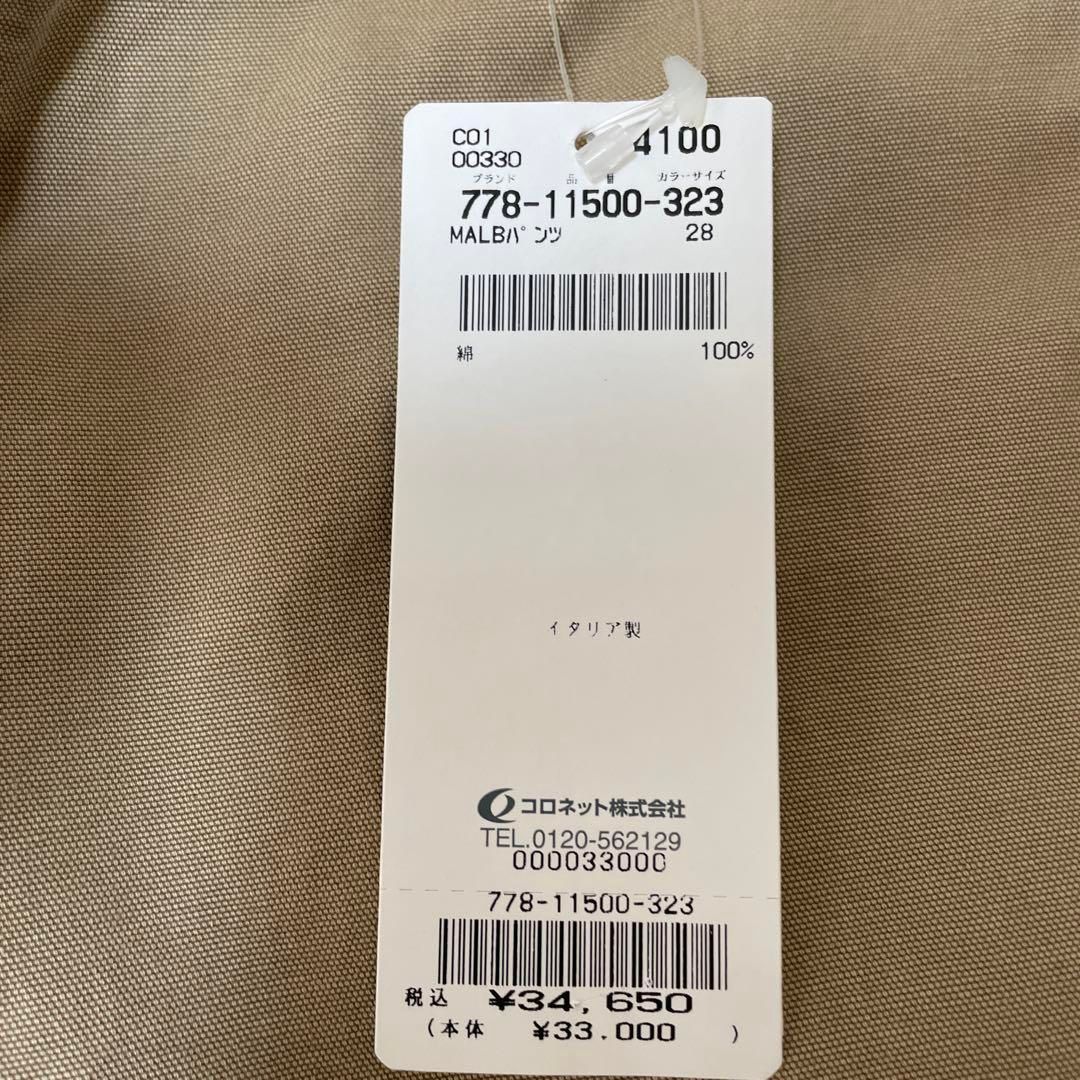 C01 4100
00330
ブランド 品 カラーサイズ
778-11500-323
MALBパンツ 28
綿 100%
イタリア製
コロネット株式会社
TEL.0120-562129
000033000
778-11500-323
税込 ¥34,650
(本体 ¥33.000 )